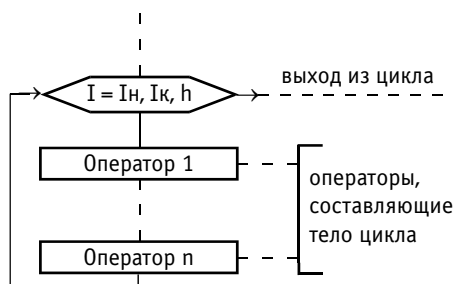 I = Iн, Iк, h
выход из цикла
Оператор 1
операторы,
составляющие
тело цикла
Оператор n